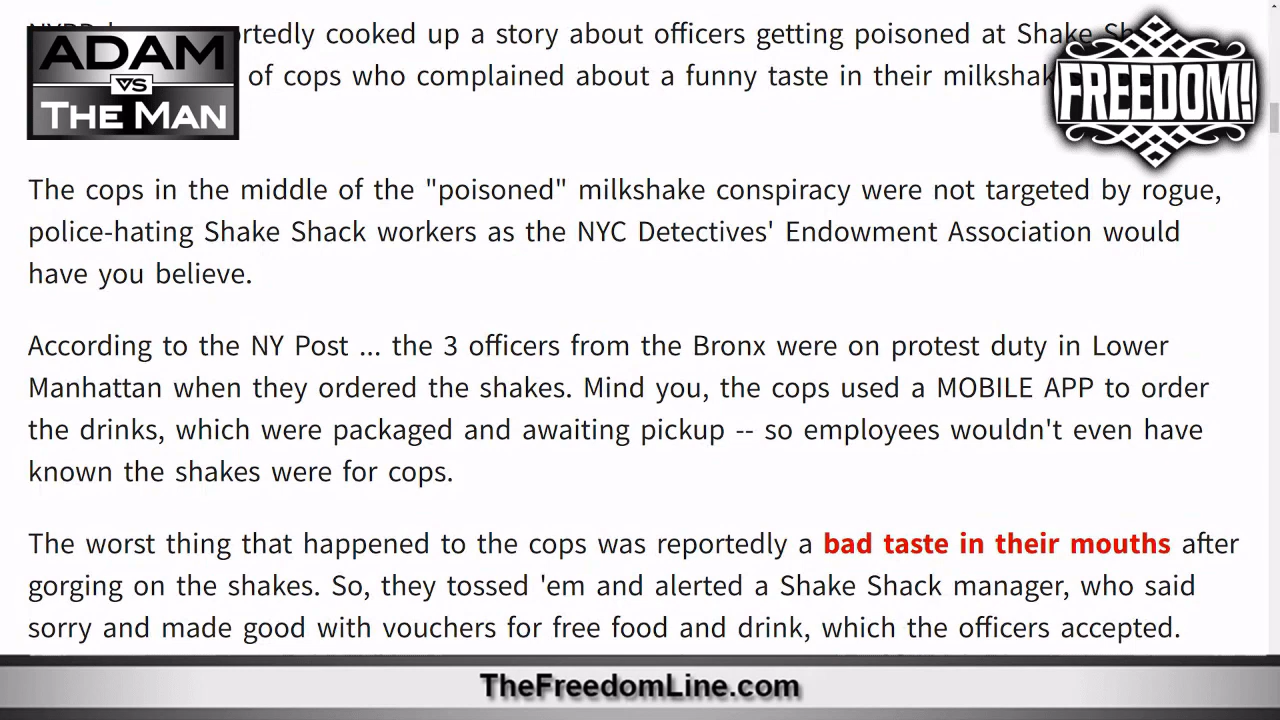 ortedly cooked up a story about officers getting poisoned at Shake
of cops who complained about a funny taste in their milkshak
ADAM
VS
THE MAN
FREEDOM!
The cops in the middle of the "poisoned" milkshake conspiracy were not targeted by rogue,
police-hating Shake Shack workers as the NYC Detectives' Endowment Association would
have you believe.
According to the NY Post ... the 3 officers from the Bronx were on protest duty in Lower
Manhattan when they ordered the shakes. Mind you, the cops used a MOBILE APP to order
the drinks, which were packaged and awaiting pickup -- so employees wouldn't even have
known the shakes were for cops.
The worst thing that happened to the cops was reportedly a bad taste in their mouths after
gorging on the shakes. So, they tossed 'em and alerted a Shake Shack manager, who said
sorry and made good with vouchers for free food and drink, which the officers accepted.
TheFreedomLine.com